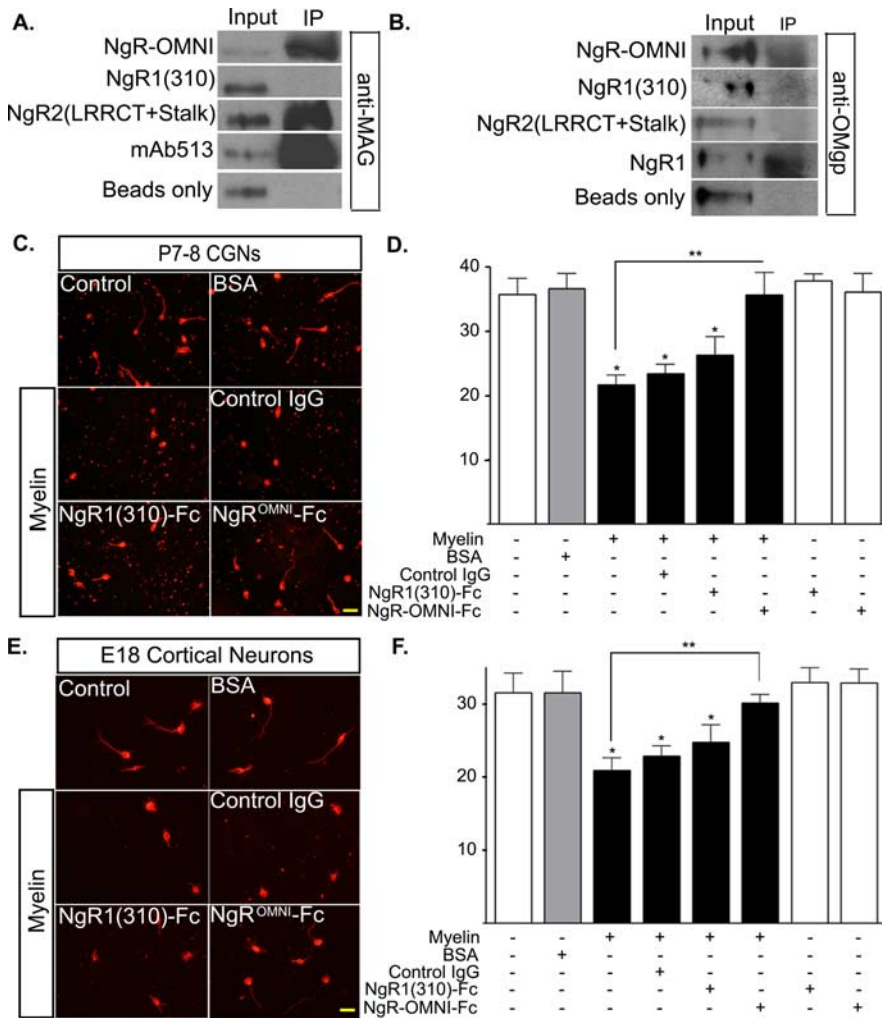 A.
Input IP
NgR-OMNI
NgR1(310)
NgR2(LRRCT+Stalk)
mAb513
Beads only
anti-MAG
B.
Input IP
NgR-OMNI
NgR1(310)
NgR2(LRRCT+Stalk)
NgR1
Beads only
anti-OMgp
C.
P7-8 CGNs
Control BSA
Control IgG
NgR1(310)-Fc NgROMNI-Fc
Myelin
D.
40
30
20
10
**
* * *
Myelin - - + + + + - -
BSA - + - - - - - -
Control IgG - - - + - - - -
NgR1(310)-Fc - - - - + - + -
NgR-OMNI-Fc - - - - - + - +
E.
E18 Cortical Neurons
Control BSA
Control IgG
NgR1(310)-Fc NgROMNI-Fc
Myelin
F.
30
20
10
**
* * *
Myelin - - + + + + - -
BSA - + - - - - - -
Control IgG - - - + - - - -
NgR1(310)-Fc - - - - + - + -
NgR-OMNI-Fc - - - - - + - +